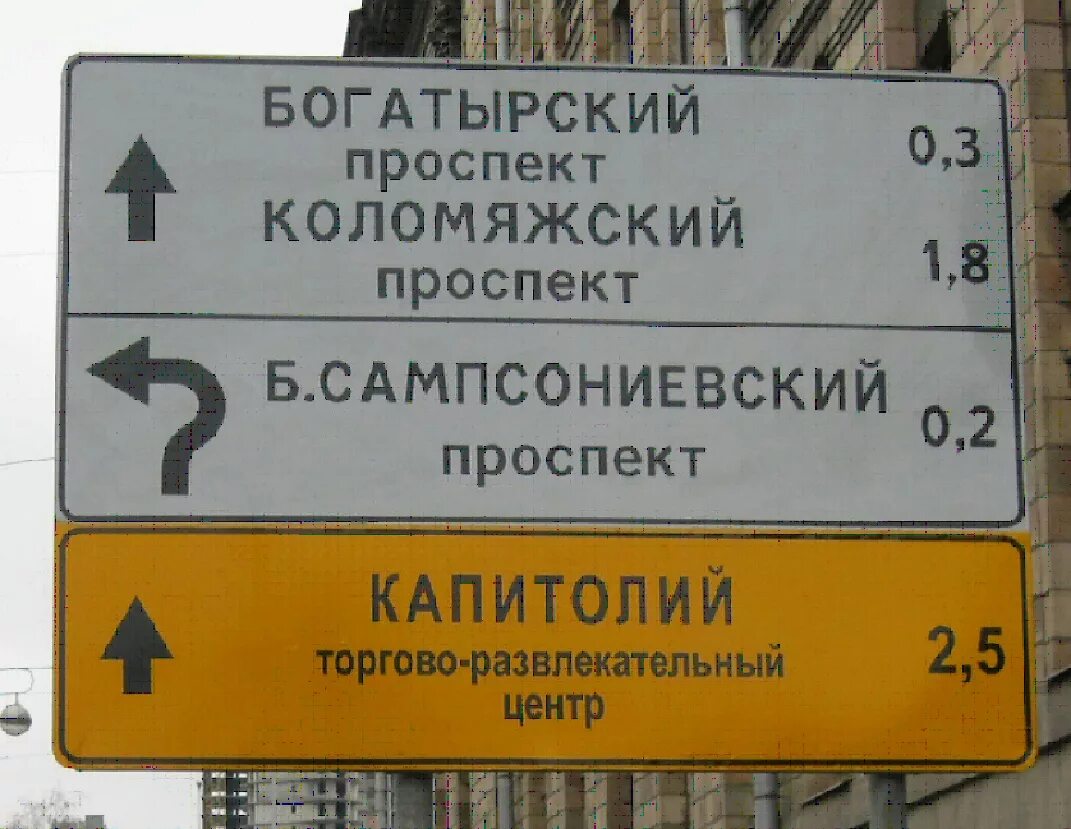 БОГАТЫРСКИЙ
проспект 0,3
КОЛОМЯЖСКИЙ
проспект 1,8
Б.САМПСОНИЕВСКИЙ
проспект 0,2
КАПИТОЛИЙ
торгово-развлекательный 2,5
центр